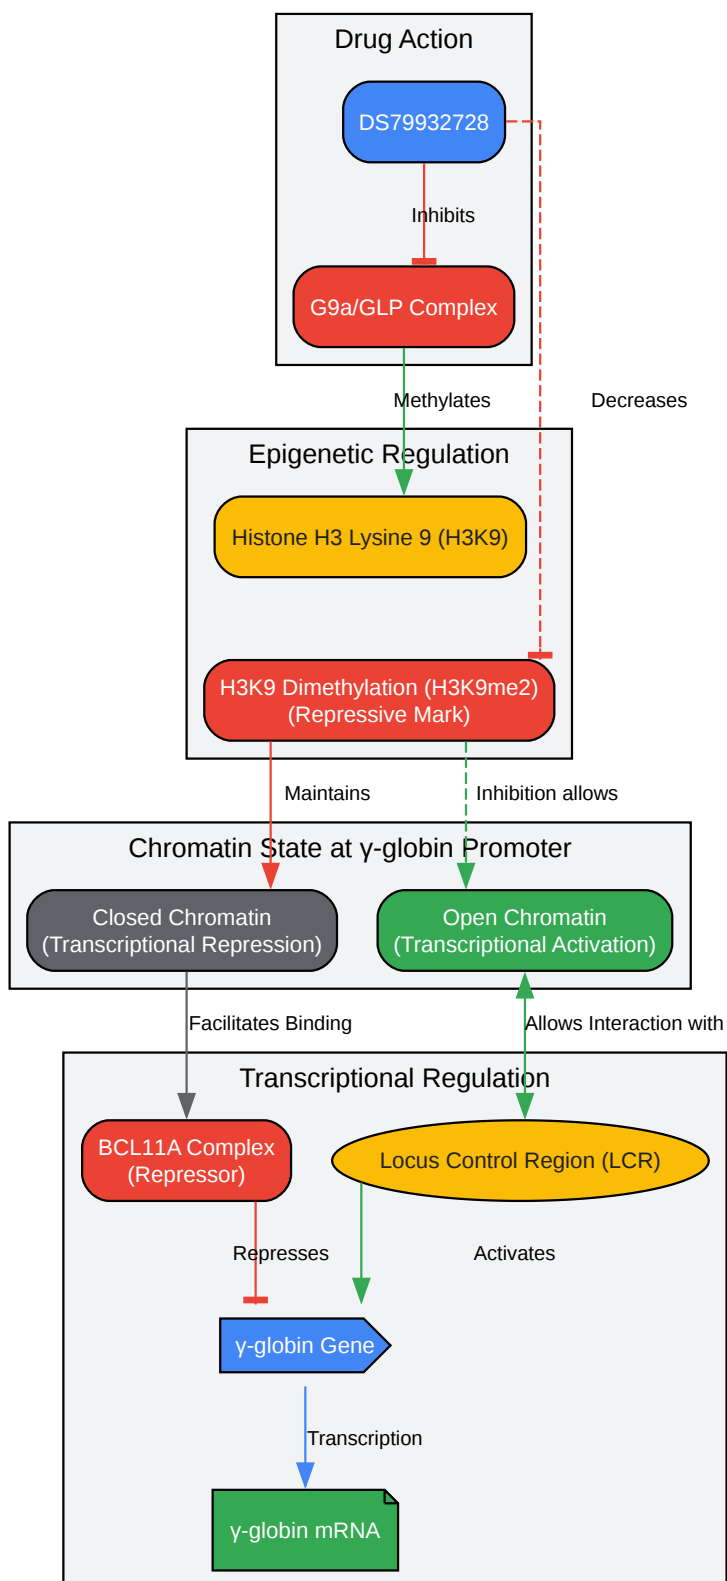 Drug Action
DS79932728
Inhibits
G9a/GLP Complex
Methylates
Decreases
Epigenetic Regulation
Histone H3 Lysine 9 (H3K9)
H3K9 Dimethylation (H3K9me2)
(Repressive Mark)
Maintains
Inhibition allows
Chromatin State at γ-globin Promoter
Closed Chromatin
(Transcriptional Repression)
Open Chromatin
(Transcriptional Activation)
Facilitates Binding
Allows Interaction with
Transcriptional Regulation
BCL11A Complex
(Repressor)
Locus Control Region (LCR)
Represses
Activates
γ-globin Gene
Transcription
γ-globin mRNA